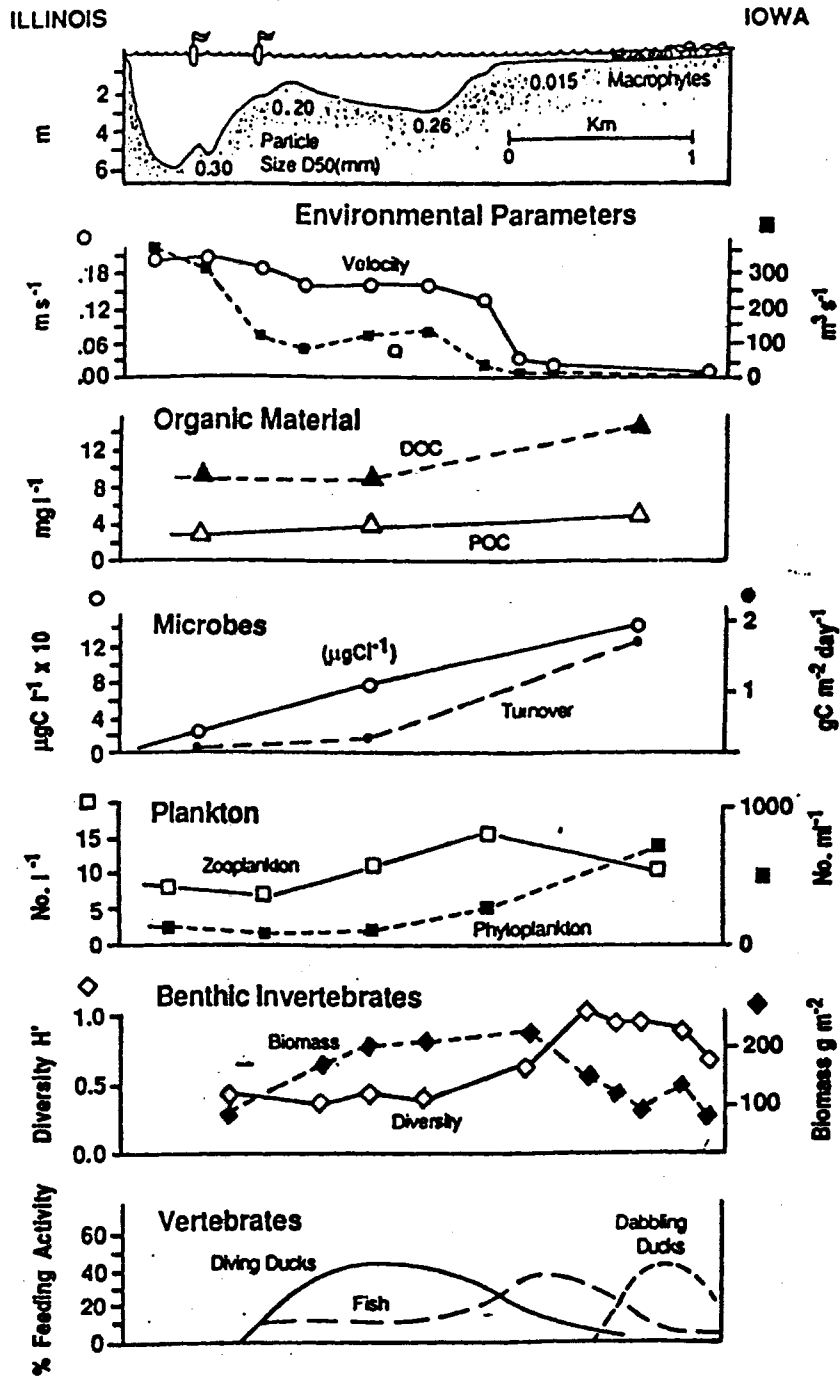 ILLINOIS
IOWA
m
2
4
6
0.30
0.20
Particle
Size D50(mm)
0.26
0.015
Macrophytes
Km
0 1
Environmental Parameters
m s⁻¹
.18
.12
.06
.00
Velocity
Q
300
200
100
0
m³s⁻¹
Organic Material
mg l⁻¹
12
8
4
0
DOC
POC
Microbes
µgC l⁻¹ x 10
12
8
4
2
0
(µgCl⁻¹)
Turnover
2
1
gC m⁻² day⁻¹
Plankton
No. l⁻¹
15
10
5
0
Zooplankton
Phytoplankton
1000
0
No. ml⁻¹
Benthic Invertebrates
Diversity H'
1.0
0.5
0.0
Biomass
Diversity
200
100
Biomass g m⁻²
Vertebrates
% Feeding Activity
60
40
20
0
Diving Ducks
Fish
Dabbling
Ducks